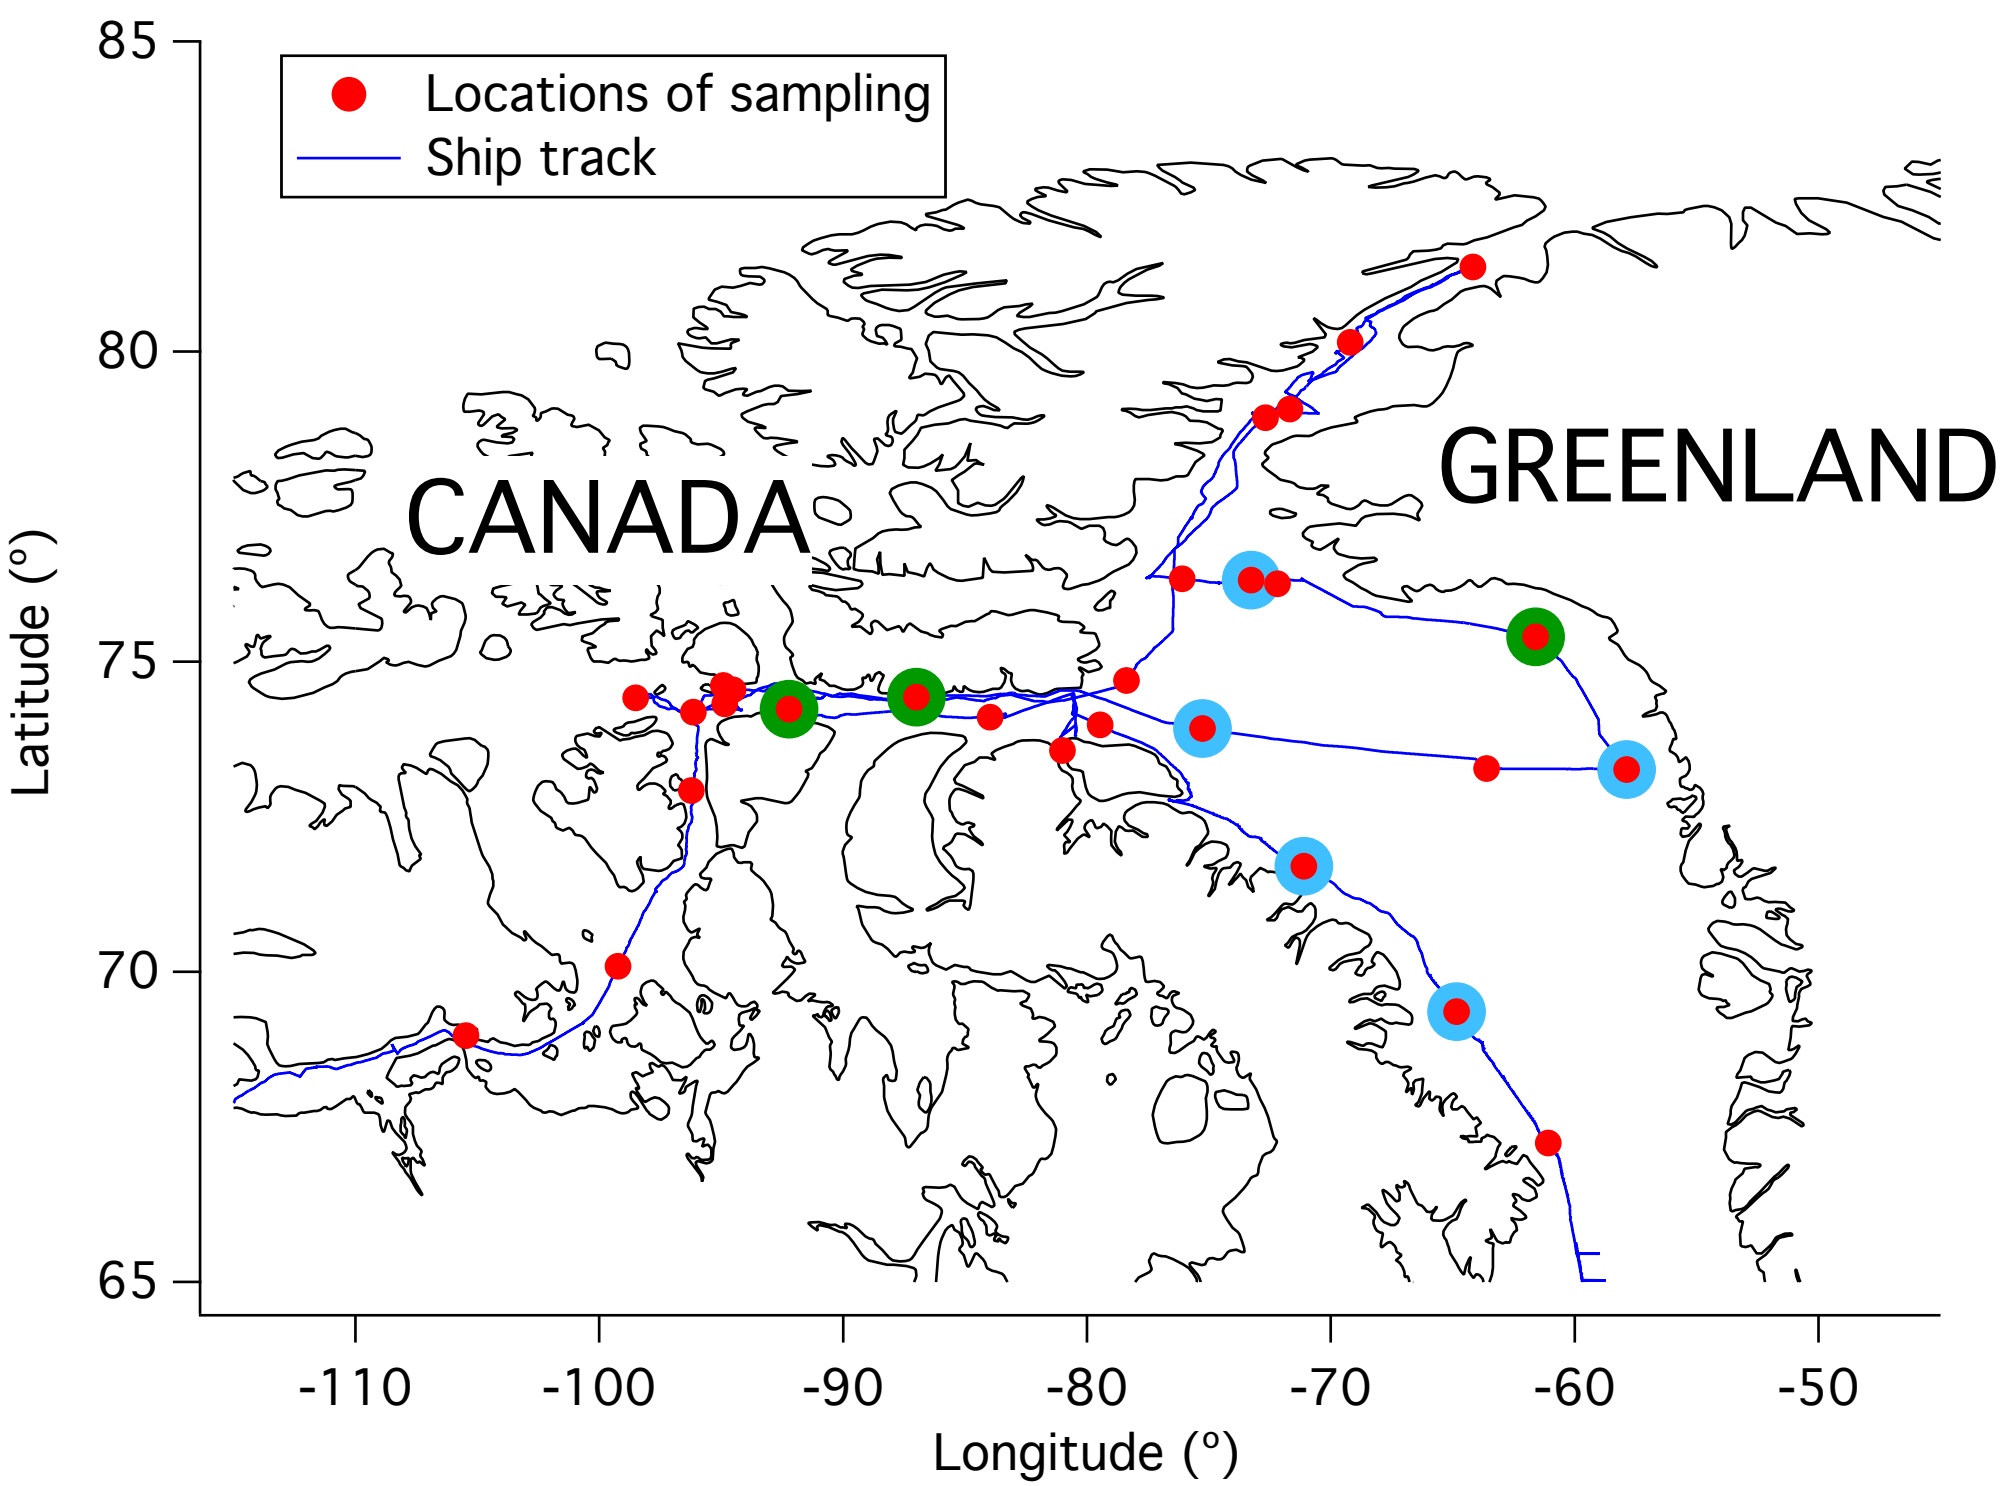 85
Locations of sampling
Ship track
80
GREENLAND
CANADA
75
Latitude (º)
70
65
-110
-100
-90
-80
-70
-60
-50
Longitude (º)